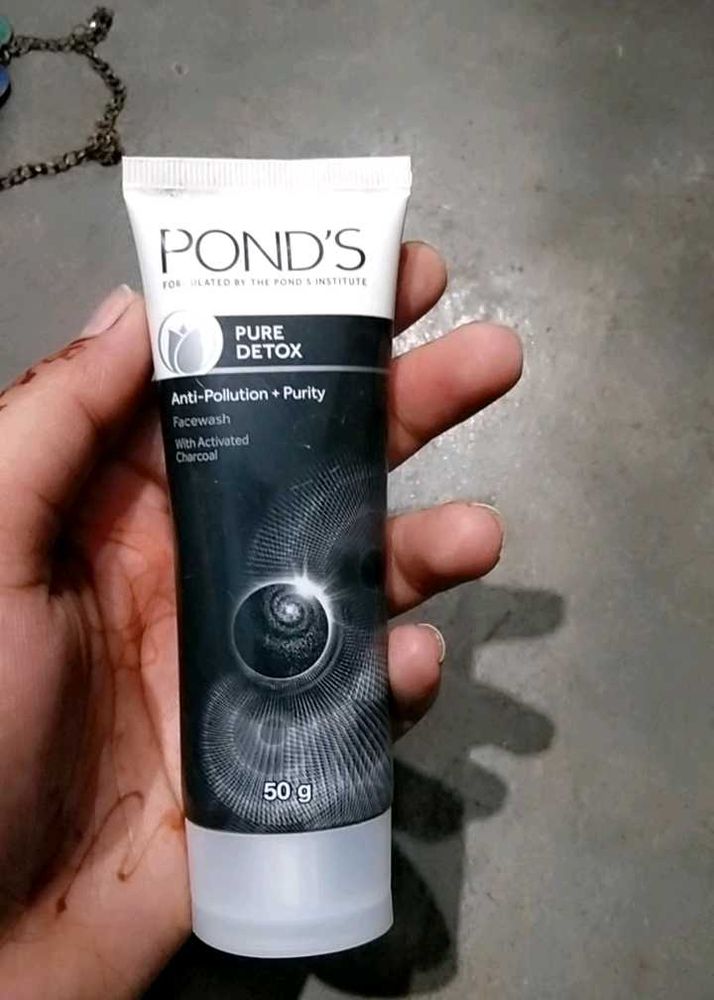 POND'S
FORMULATED BY THE POND'S INSTITUTE
PURE
DETOX
Anti-Pollution + Purity
Facewash
With Activated
Charcoal
50 g